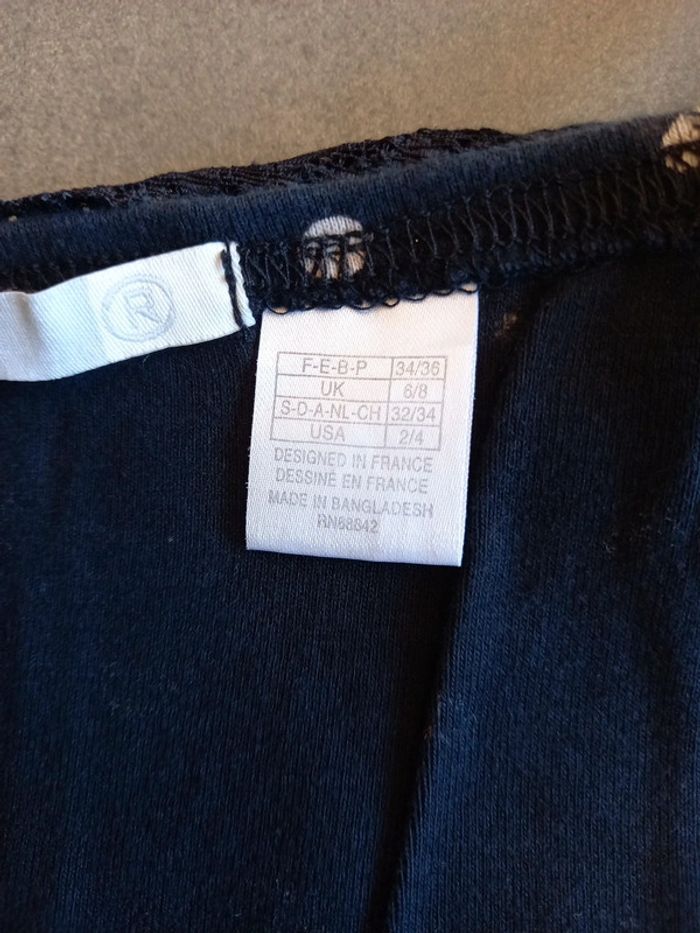 R
F-E-B-P 34/36
UK 6/8
S-D-A-NL-CH 32/34
USA 2/4
DESIGNED IN FRANCE
DESSINÉ EN FRANCE
MADE IN BANGLADESH
RN68842